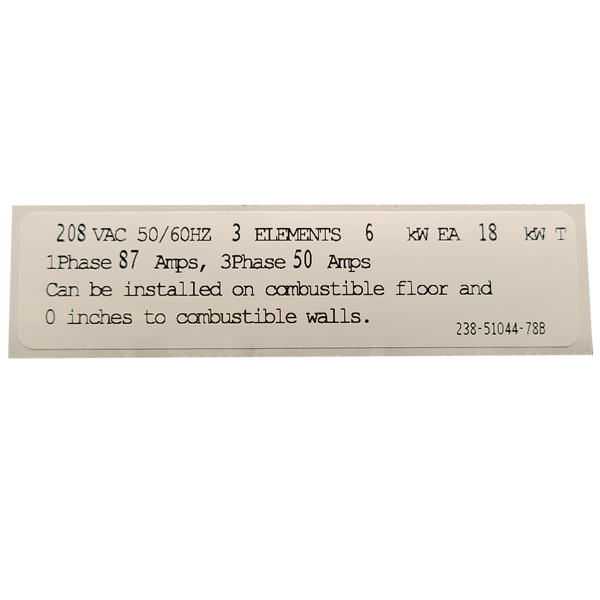 208 VAC 50/60HZ 3 ELEMENTS 6 kW EA 18 kW T
1Phase 87 Amps, 3Phase 50 Amps
Can be installed on combustible floor and
0 inches to combustible walls.
238-51044-78B